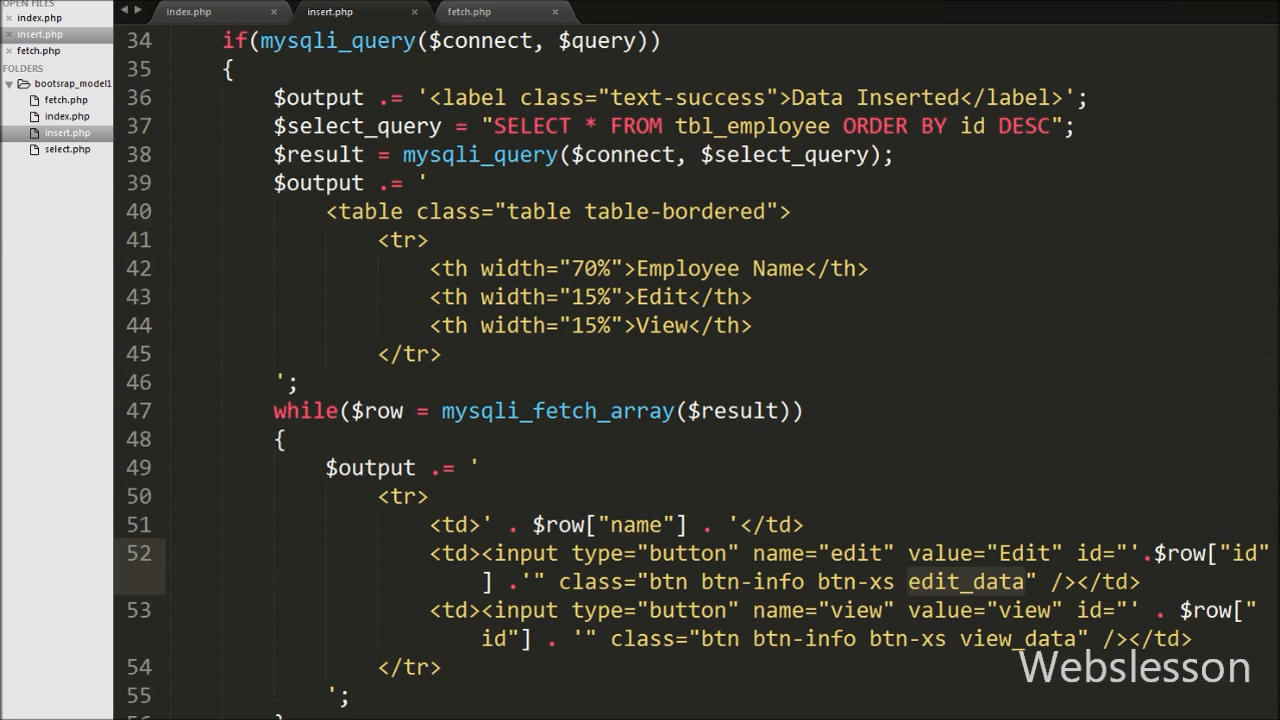 OPEN FILES
index.php
insert.php
fetch.php
FOLDERS
bootsrap_model1
fetch.php
index.php
insert.php
select.php
index.php insert.php fetch.php
34 if(mysqli_query($connect, $query))
35 {
36 $output .= '<label class="text-success">Data Inserted</label>';
37 $select_query = "SELECT * FROM tbl_employee ORDER BY id DESC";
38 $result = mysqli_query($connect, $select_query);
39 $output .= '
40 <table class="table table-bordered">
41 <tr>
42 <th width="70%">Employee Name</th>
43 <th width="15%">Edit</th>
44 <th width="15%">View</th>
45 </tr>
46 ';
47 while($row = mysqli_fetch_array($result))
48 {
49 $output .= '
50 <tr>
51 <td>' . $row["name"] . '</td>
52 <td><input type="button" name="edit" value="Edit" id="'.$row["id"
] .'" class="btn btn-info btn-xs edit_data" /></td>
53 <td><input type="button" name="view" value="view" id="' . $row["
id"] . '" class="btn btn-info btn-xs view_data" /></td>
54 </tr>
55 ';
Webslesson